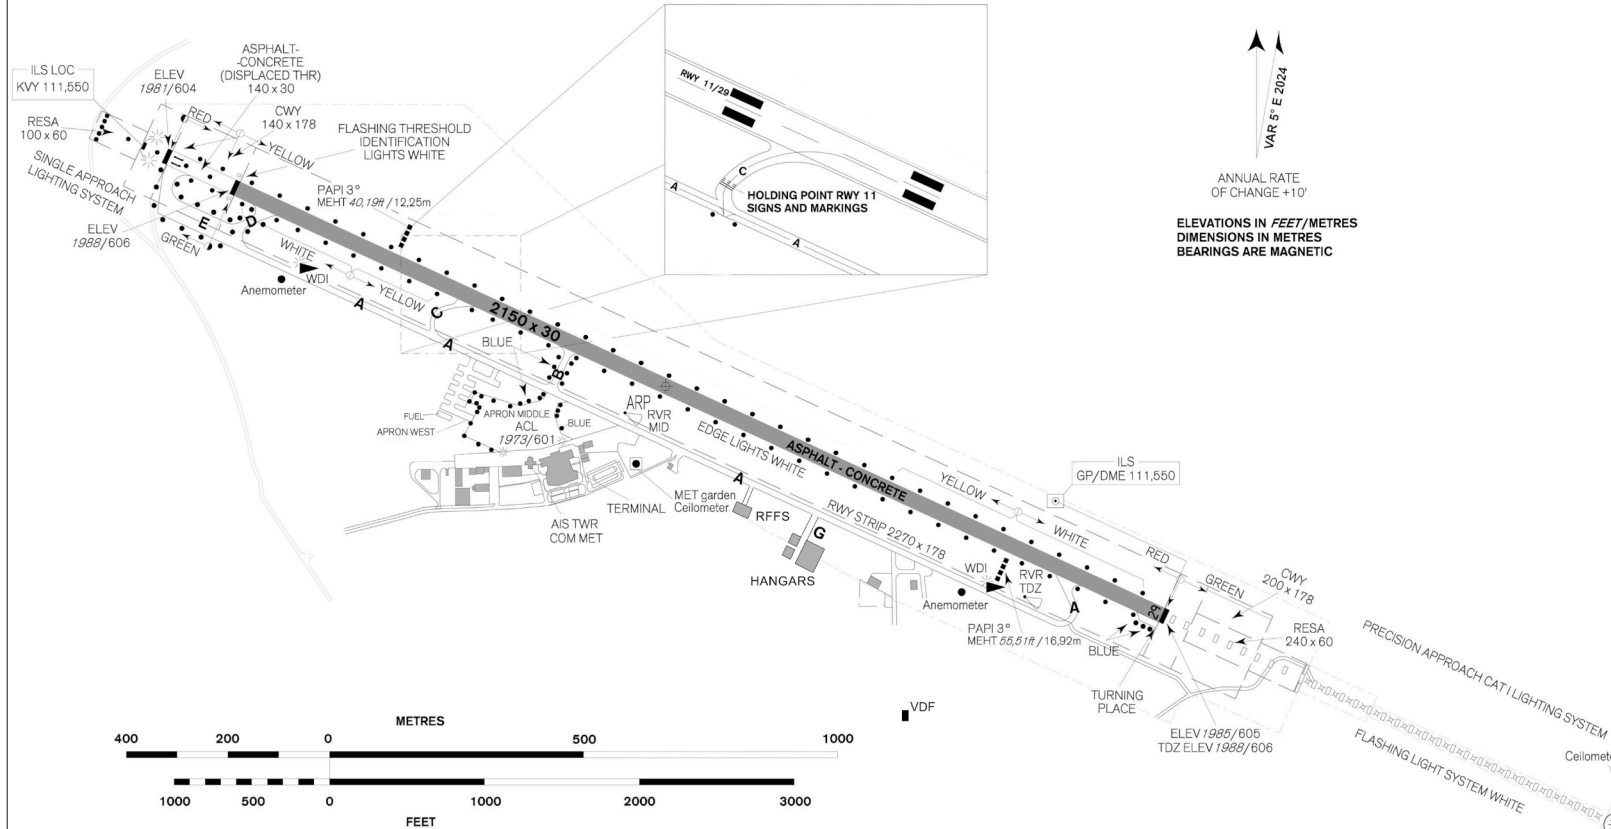 ILS LOC
KVY 111,550
RESA
100 x 60
SINGLE APPROACH
LIGHTING SYSTEM
ELEV
1981/604
ASPHALT-
-CONCRETE
(DISPLACED THR)
140 x 30
RED
CWY
140 x 178
YELLOW
FLASHING THRESHOLD
IDENTIFICATION
LIGHTS WHITE
PAPI 3°
MEHT 40,19ft / 12,25m
ELEV
1988/606
E
D
GREEN
WHITE
WDI
Anemometer
YELLOW
A
C
A
2150 x 30
BLUE
B
FUEL
APRON WEST
APRON MIDDLE
ACL
1973/601
BLUE
ARP
RVR
MID
EDGE LIGHTS WHITE
ASPHALT - CONCRETE
TERMINAL
AIS TWR
COM MET
MET garden
Ceilometer
A
RFFS
G
HANGARS
RWY STRIP 2270 x 178
RWY 11/29
C
A
HOLDING POINT RWY 11
SIGNS AND MARKINGS
A
VAR 5° E 2024
ANNUAL RATE
OF CHANGE +10'
ELEVATIONS IN FEET/METRES
DIMENSIONS IN METRES
BEARINGS ARE MAGNETIC
ILS
GP/DME 111,550
YELLOW
WHITE
RED
GREEN
CWY
200 x 178
RESA
240 x 60
WDI
RVR
TDZ
Anemometer
A
29
PAPI 3°
MEHT 55,51ft / 16,92m
BLUE
TURNING
PLACE
ELEV 1985/605
TDZ ELEV 1988/606
PRECISION APPROACH CAT I LIGHTING SYSTEM
FLASHING LIGHT SYSTEM WHITE
Ceilomete
VDF
METRES
400 200 0 500 1000
1000 500 0 1000 2000 3000
FEET